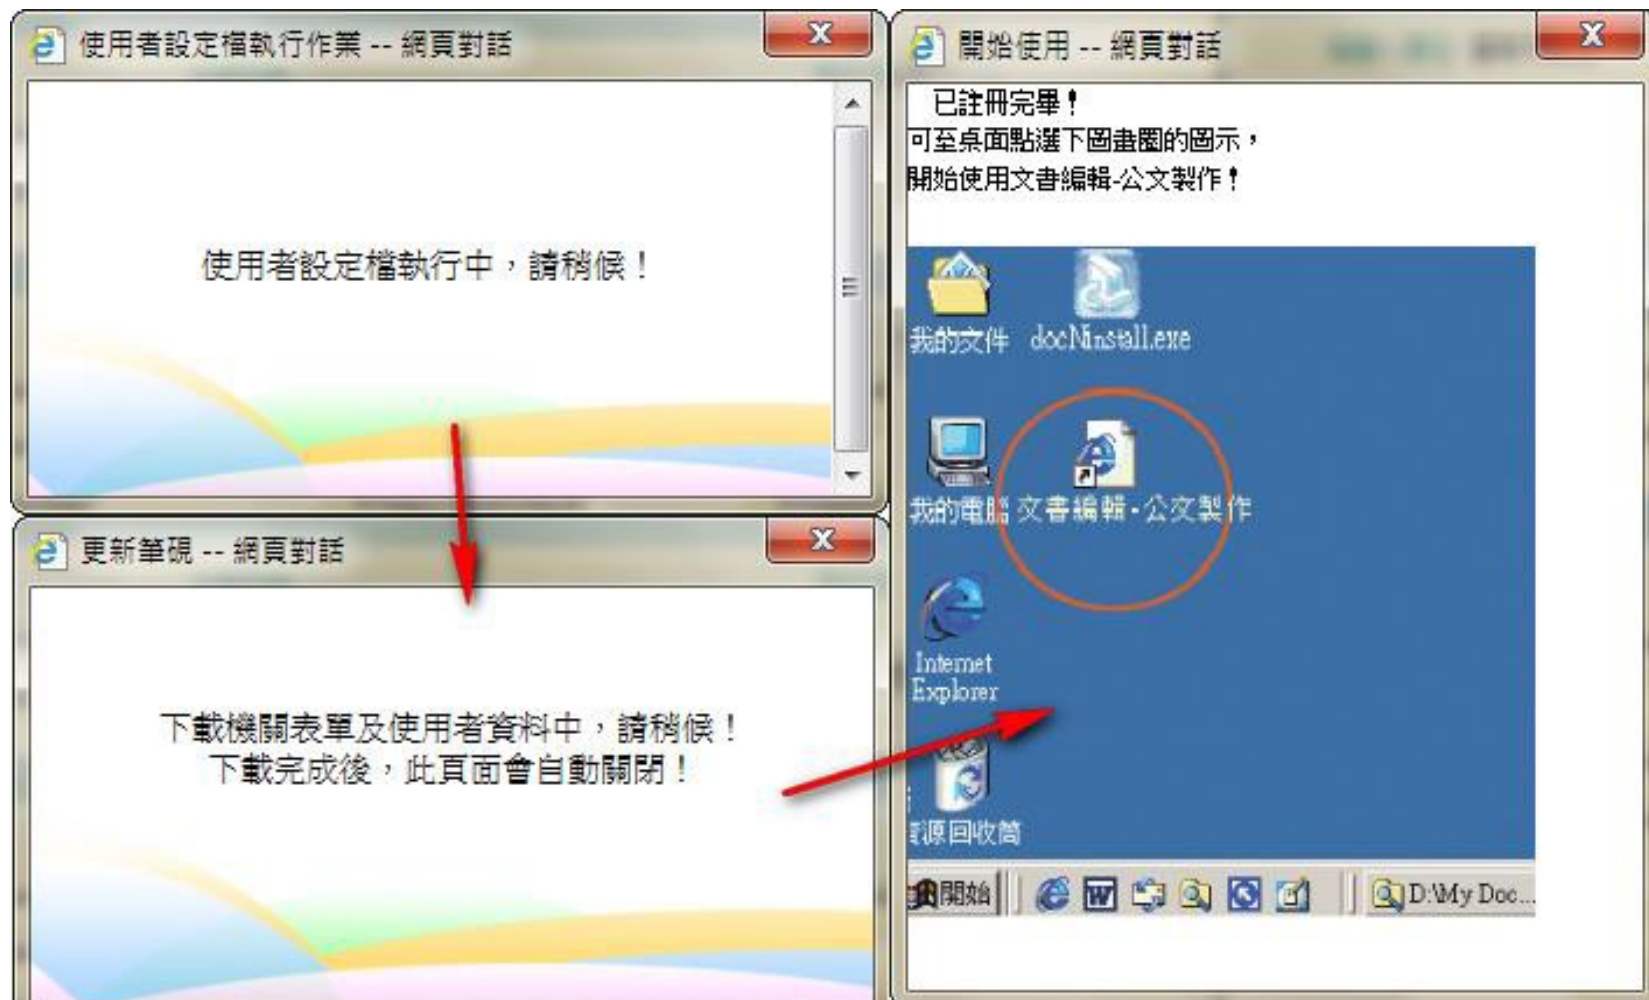 使用者設定檔執行作業 -- 網頁對話
使用者設定檔執行中，請稍候！
更新筆硯 -- 網頁對話
下載機關表單及使用者資料中，請稍候！
下載完成後，此頁面會自動關閉！
開始使用 -- 網頁對話
已註冊完畢！
可至桌面點選下圖畫圈的圖示，
開始使用文書編輯-公文製作！
我的文件
docNinstall.exe
我的電腦
文書編輯-公文製作
Internet
Explorer
資源回收筒
開始
D:\My Doc...